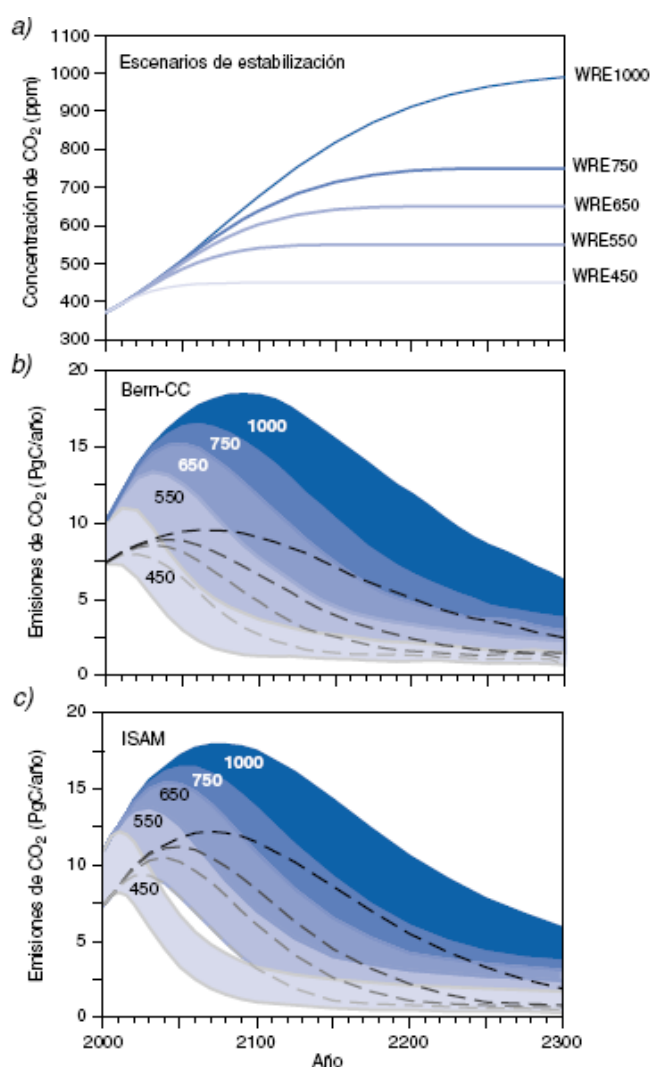 a)
Escenarios de estabilización
Concentración de CO₂ (ppm)
1100
1000
900
800
700
600
500
400
300
WRE1000
WRE750
WRE650
WRE550
WRE450
b)
Bern-CC
Emisiones de CO₂ (PgC/año)
20
15
10
5
0
1000
750
650
550
450
c)
ISAM
Emisiones de CO₂ (PgC/año)
20
15
10
5
0
1000
750
650
550
450
2000 2100 2200 2300
Año